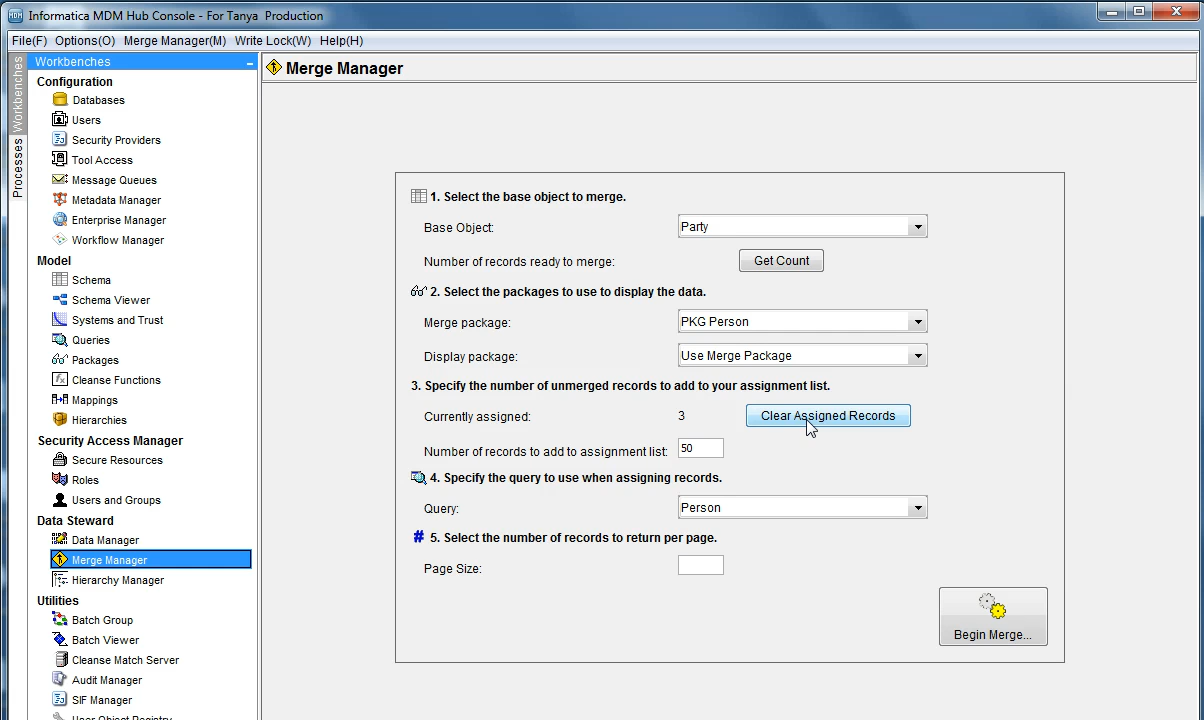 Informatica MDM Hub Console - For Tanya Production
File(F) Options(O) Merge Manager(M) Write Lock(W) Help(H)
Workbenches
Processes
Workbenches
Configuration
Databases
Users
Security Providers
Tool Access
Message Queues
Metadata Manager
Enterprise Manager
Workflow Manager
Model
Schema
Schema Viewer
Systems and Trust
Queries
Packages
Cleanse Functions
Mappings
Hierarchies
Security Access Manager
Secure Resources
Roles
Users and Groups
Data Steward
Data Manager
Merge Manager
Hierarchy Manager
Utilities
Batch Group
Batch Viewer
Cleanse Match Server
Audit Manager
SIF Manager
User Object Registry
Merge Manager
1. Select the base object to merge.
Base Object: Party
Number of records ready to merge: Get Count
2. Select the packages to use to display the data.
Merge package: PKG Person
Display package: Use Merge Package
3. Specify the number of unmerged records to add to your assignment list.
Currently assigned: 3 Clear Assigned Records
Number of records to add to assignment list: 50
4. Specify the query to use when assigning records.
Query: Person
# 5. Select the number of records to return per page.
Page Size:
Begin Merge...